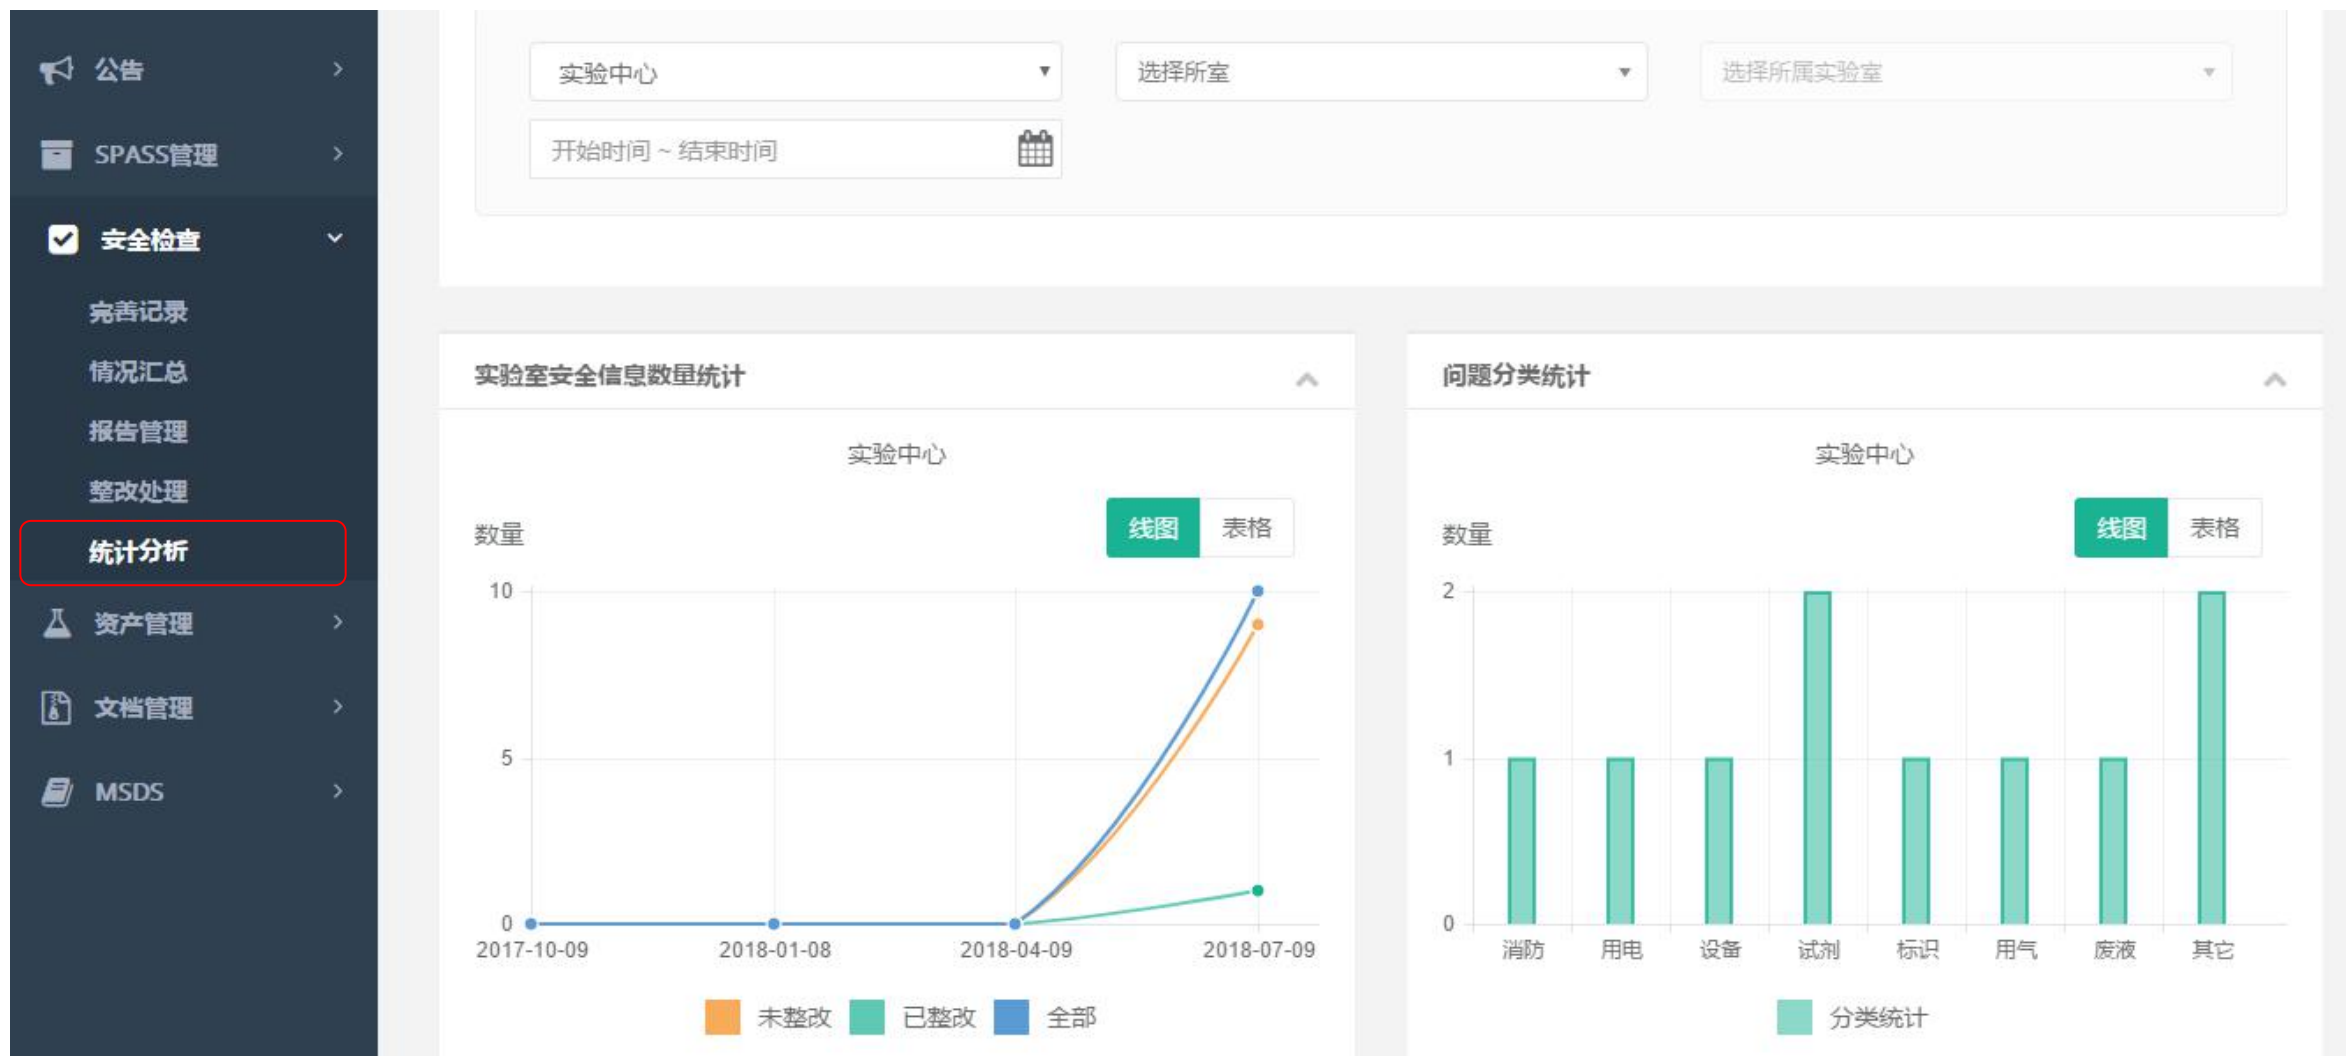 公告
SPASS管理
安全检查
完善记录
情况汇总
报告管理
整改处理
统计分析
资产管理
文档管理
MSDS
实验中心
选择所室
选择所属实验室
开始时间 ~ 结束时间
实验室安全信息数量统计
实验中心
线图 表格
数量
10
5
0
2017-10-09 2018-01-08 2018-04-09 2018-07-09
未整改 已整改 全部
问题分类统计
实验中心
线图 表格
数量
2
1
0
消防 用电 设备 试剂 标识 用气 废液 其它
分类统计